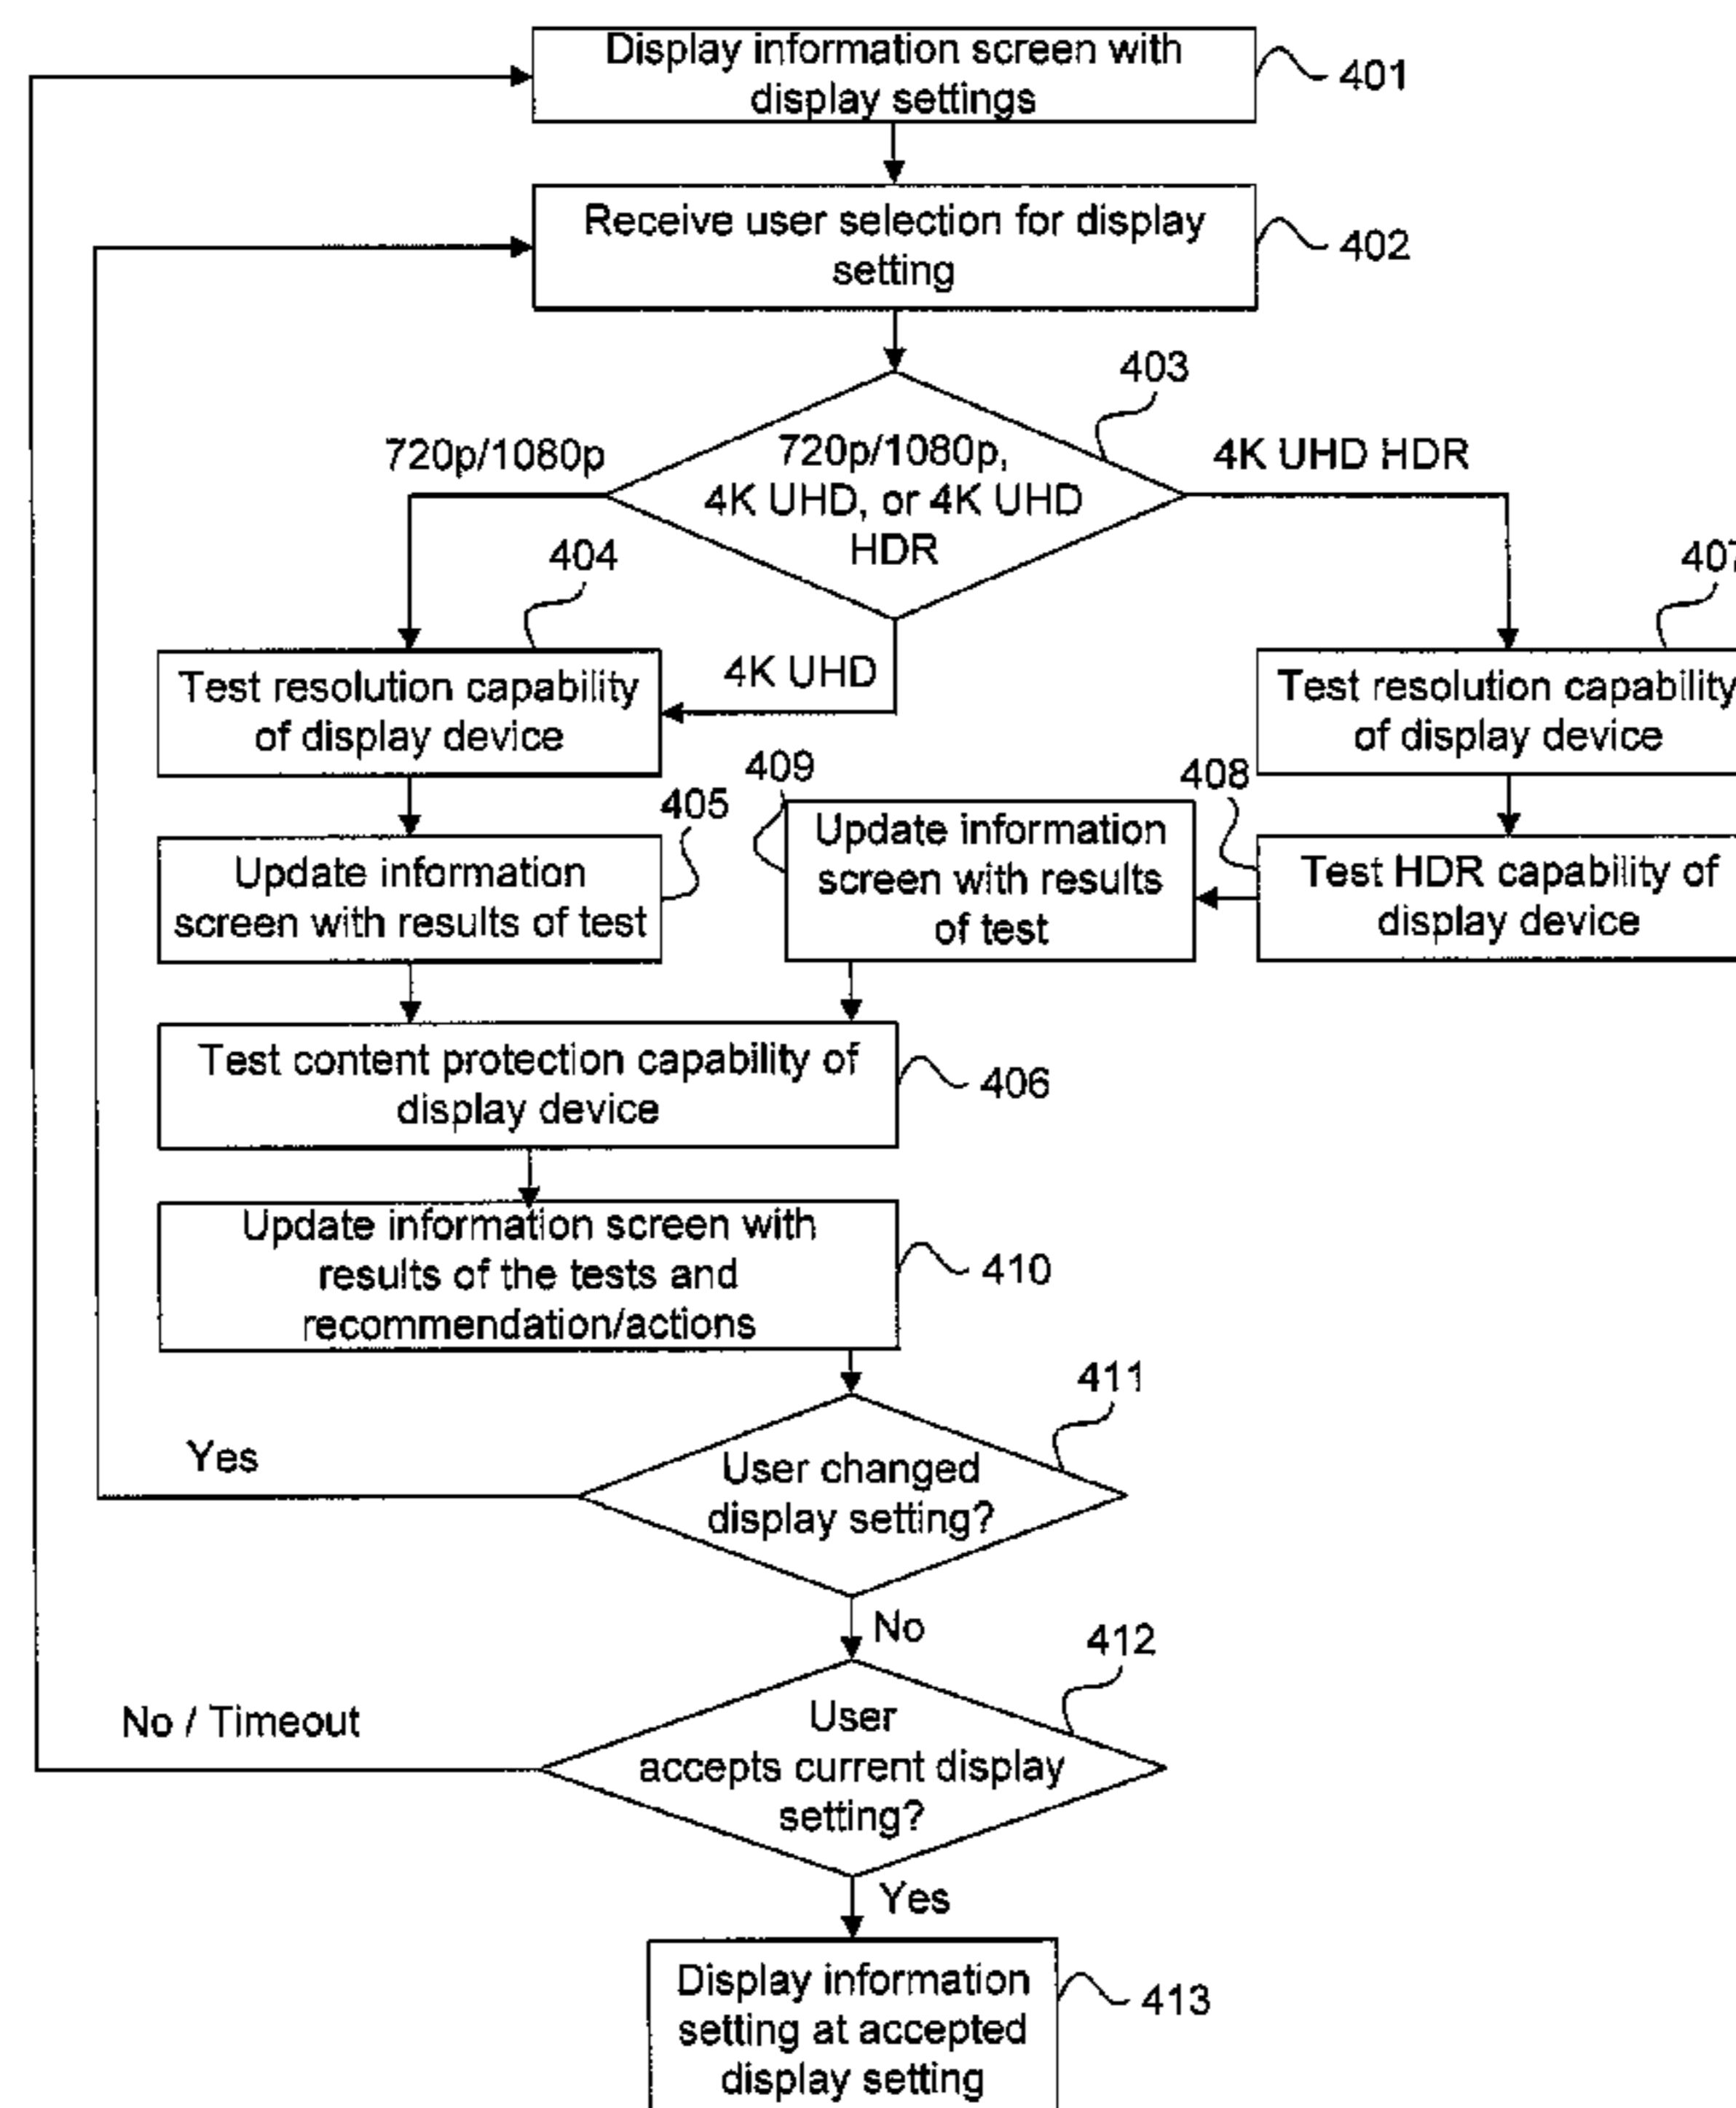 Display information screen with
display settings
401
Receive user selection for display
setting
402
403
720p/1080p
720p/1080p,
4K UHD, or 4K UHD
HDR
4K UHD HDR
404
407
4K UHD
Test resolution capability
of display device
Test resolution capability
of display device
409
408
405
Update information
screen with results of test
Update information
screen with results
of test
Test HDR capability of
display device
Test content protection capability of
display device
406
Update information screen with
results of the tests and
recommendation/actions
410
411
Yes
User changed
display setting?
No
412
No / Timeout
User
accepts current display
setting?
Yes
Display information
setting at accepted
display setting
413